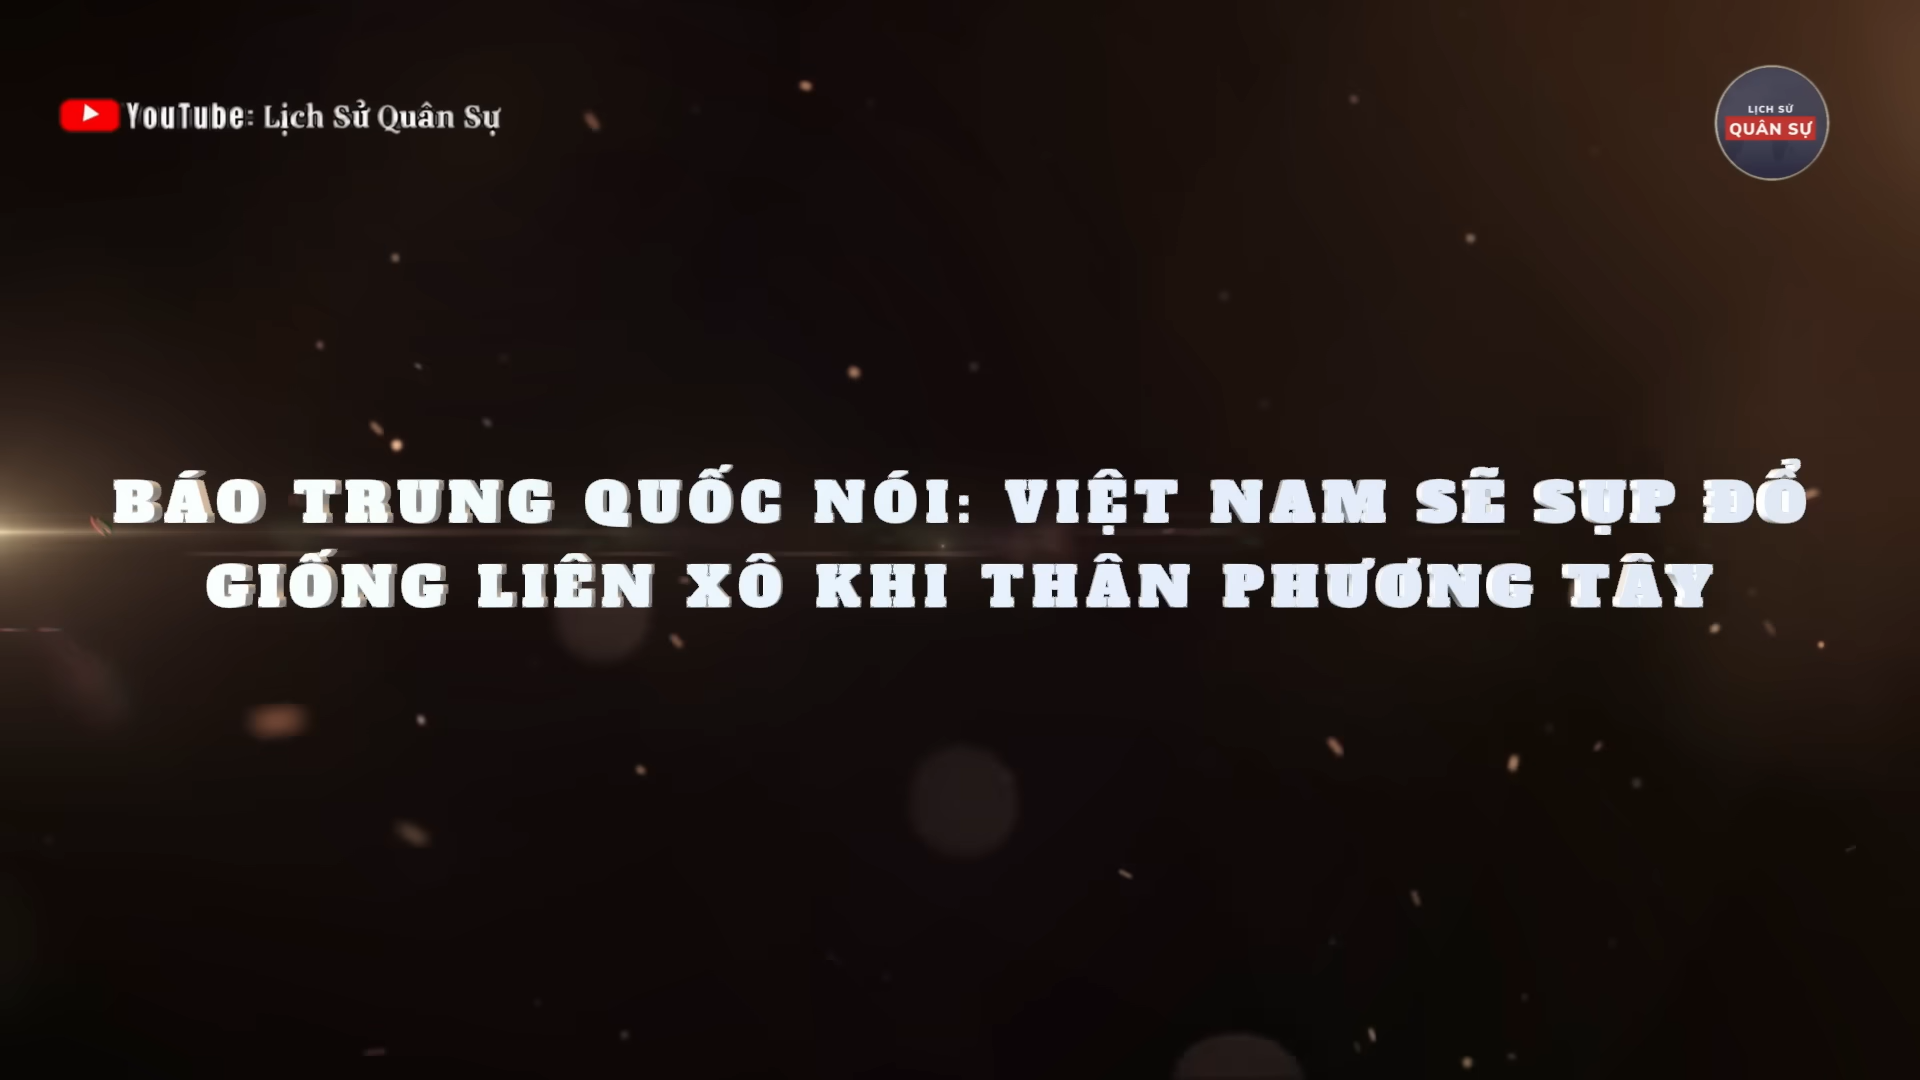 YouTube: Lịch Sử Quân Sự
LỊCH SỬ
QUÂN SỰ
BÁO TRUNG QUỐC NÓI: VIỆT NAM SẼ SỤP ĐỔ
GIỐNG LIÊN XÔ KHI THÂN PHƯƠNG TÂY